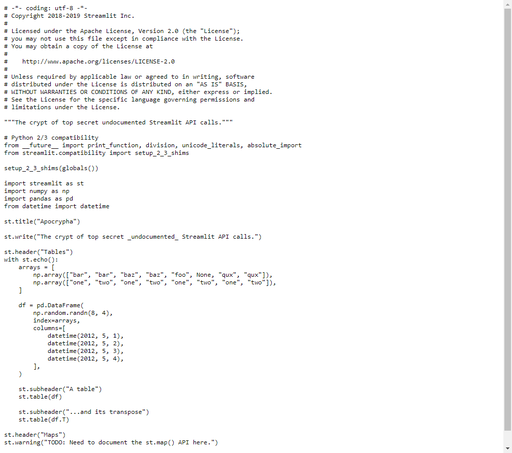 # -*- coding: utf-8 -*-
# Copyright 2018-2019 Streamlit Inc.
#
# Licensed under the Apache License, Version 2.0 (the "License");
# you may not use this file except in compliance with the License.
# You may obtain a copy of the License at
#
#    http://www.apache.org/licenses/LICENSE-2.0
#
# Unless required by applicable law or agreed to in writing, software
# distributed under the License is distributed on an "AS IS" BASIS,
# WITHOUT WARRANTIES OR CONDITIONS OF ANY KIND, either express or implied.
# See the License for the specific language governing permissions and
# limitations under the License.

"""The crypt of top secret undocumented Streamlit API calls."""

# Python 2/3 compatibility
from __future__ import print_function, division, unicode_literals, absolute_import
from streamlit.compatibility import setup_2_3_shims

setup_2_3_shims(globals())

import streamlit as st
import numpy as np
import pandas as pd
from datetime import datetime

st.title("Apocrypha")

st.write("The crypt of top secret _undocumented_ Streamlit API calls.")

st.header("Tables")
with st.echo():
    arrays = [
        np.array(["bar", "bar", "baz", "baz", "foo", None, "qux", "qux"]),
        np.array(["one", "two", "one", "two", "one", "two", "one", "two"]),
    ]

    df = pd.DataFrame(
        np.random.randn(8, 4),
        index=arrays,
        columns=[
            datetime(2012, 5, 1),
            datetime(2012, 5, 2),
            datetime(2012, 5, 3),
            datetime(2012, 5, 4),
        ],
    )

    st.subheader("A table")
    st.table(df)

    st.subheader("...and its transpose")
    st.table(df.T)

st.header("Maps")
st.warning("TODO: Need to document the st.map() API here.")